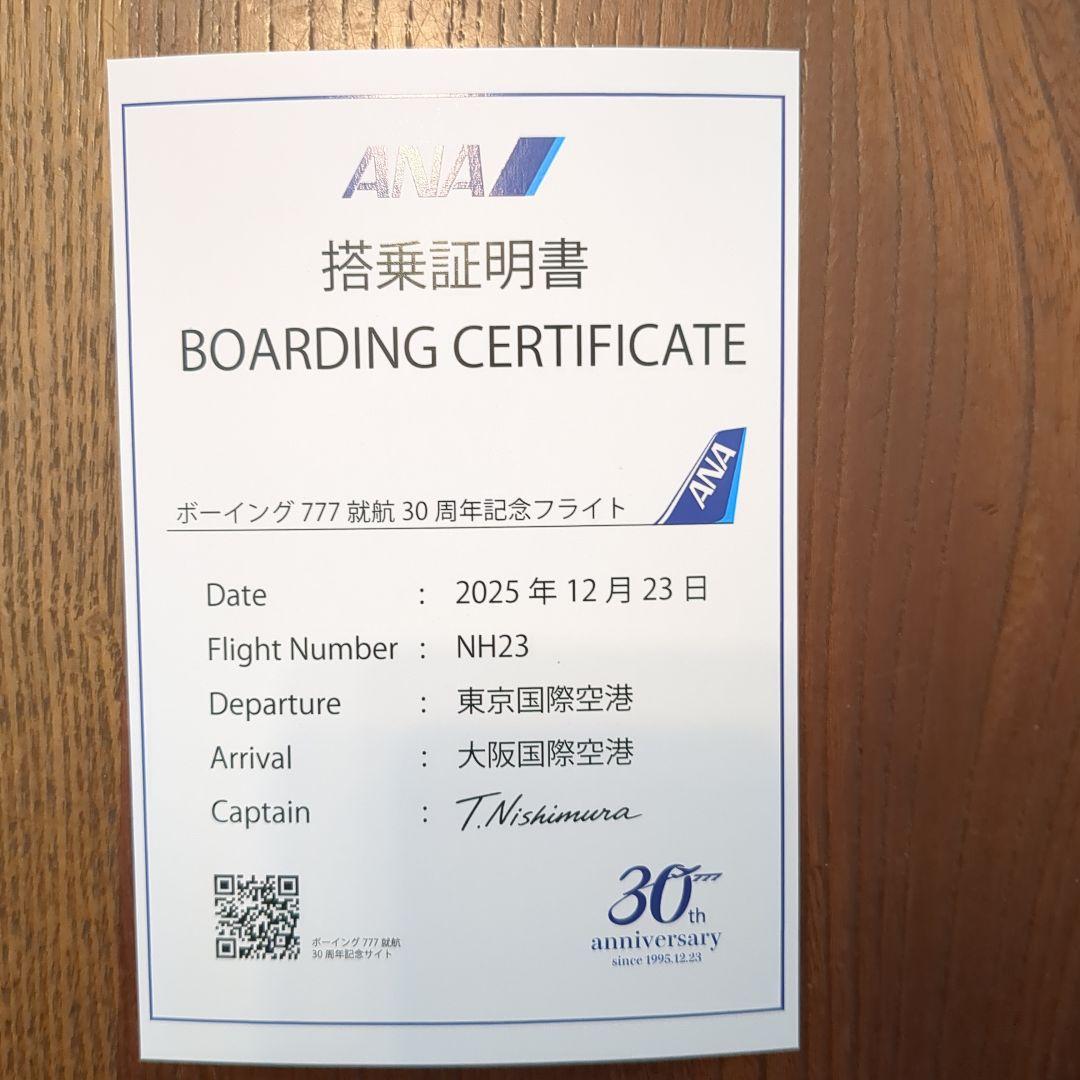 ANA
搭乗証明書
BOARDING CERTIFICATE
ANA
ボーイング 777 就航 30 周年記念フライト
Date : 2025 年 12 月 23 日
Flight Number : NH23
Departure : 東京国際空港
Arrival : 大阪国際空港
Captain : T.Nishimura
ボーイング 777 就航
30 周年記念サイト
30th 777
anniversary
since 1995.12.23